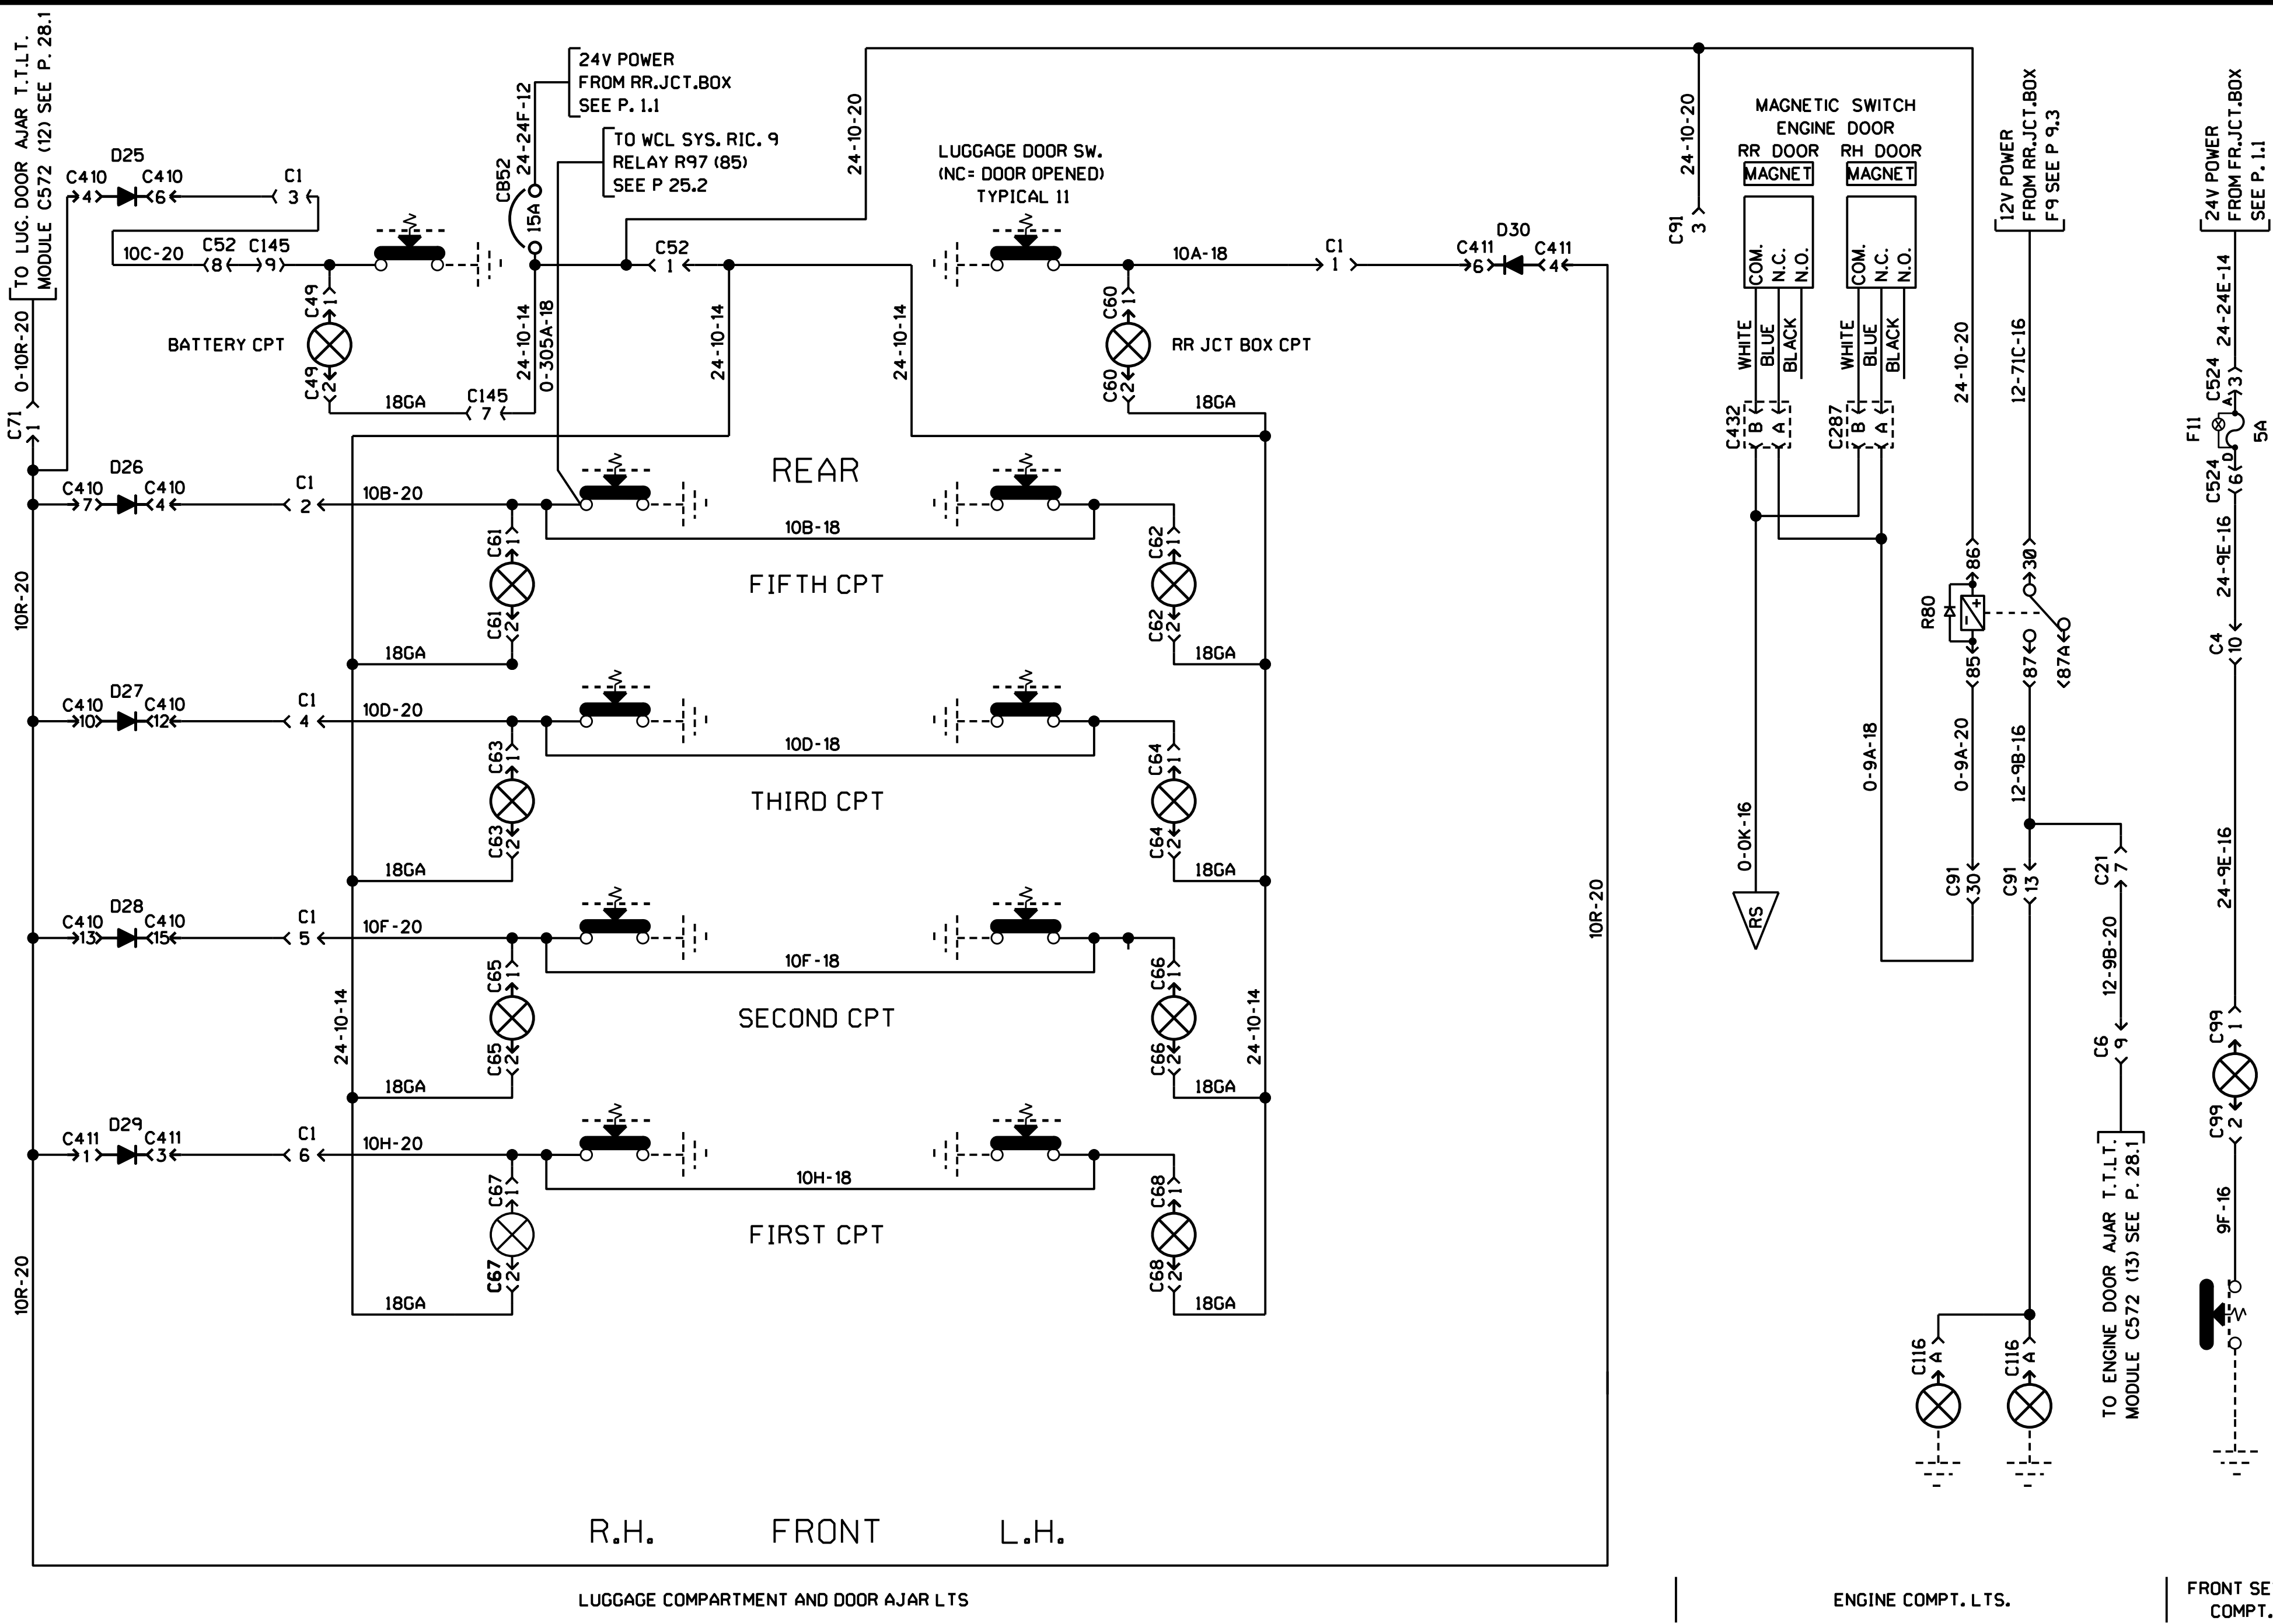 TO LUG. DOOR AJAR T.T.LT.
MODULE C572 (12) SEE P. 28.1
0-10R-20
C71
1
10R-20
10R-20
D25
C410
C410
4
6
C1
3
10C-20
C52
C145
8
9
C49
1
BATTERY CPT
C49
2
18GA
C145
7
24V POWER
FROM RR.JCT.BOX
SEE P. 1.1
24-24F-12
CB52
15A
TO WCL SYS. RIC. 9
RELAY R97 (85)
SEE P 25.2
C52
1
24-10-14
0-305A-18
24-10-14
24-10-14
24-10-20
LUGGAGE DOOR SW.
(NC= DOOR OPENED)
TYPICAL 11
10A-18
C1
1
D30
C411
C411
6
4
C60
1
RR JCT BOX CPT
C60
2
18GA
REAR
D26
C410
C410
7
4
C1
2
10B-20
10B-18
C61
1
C61
2
18GA
FIFTH CPT
C62
1
C62
2
18GA
D27
C410
C410
10
12
C1
4
10D-20
10D-18
C63
1
C63
2
18GA
THIRD CPT
C64
1
C64
2
18GA
D28
C410
C410
13
15
C1
5
10F-20
10F-18
C65
1
C65
2
18GA
SECOND CPT
C66
1
C66
2
18GA
24-10-14
24-10-14
D29
C411
C411
1
3
C1
6
10H-20
10H-18
C67
1
C67
2
18GA
FIRST CPT
C68
1
C68
2
18GA
10R-20
R.H.
FRONT
L.H.
LUGGAGE COMPARTMENT AND DOOR AJAR LTS
24-10-20
C91
3
MAGNETIC SWITCH
ENGINE DOOR
RR DOOR
RH DOOR
MAGNET
MAGNET
COM.
N.C.
N.O.
COM.
N.C.
N.O.
WHITE
BLUE
BLACK
WHITE
BLUE
BLACK
C432
B
A
C287
B
A
24-10-20
12V POWER
FROM RR.JCT.BOX
F9 SEE P 9.3
12-71C-16
R80
86
30
+
-
85
87
87A
0-0K-16
RS
0-9A-18
0-9A-20
12-9B-16
C91
30
C91
13
C21
7
12-9B-20
C6
9
TO ENGINE DOOR AJAR T.T.LT.
MODULE C572 (13) SEE P. 28.1
C116
A
C116
A
ENGINE COMPT. LTS.
24V POWER
FROM FR.JCT.BOX
SEE P. 1.1
24-24E-14
C524
3
A
F11
5A
D
C524
6
24-9E-16
C4
10
24-9E-16
C99
1
C99
2
9F-16
FRONT SE
COMPT.